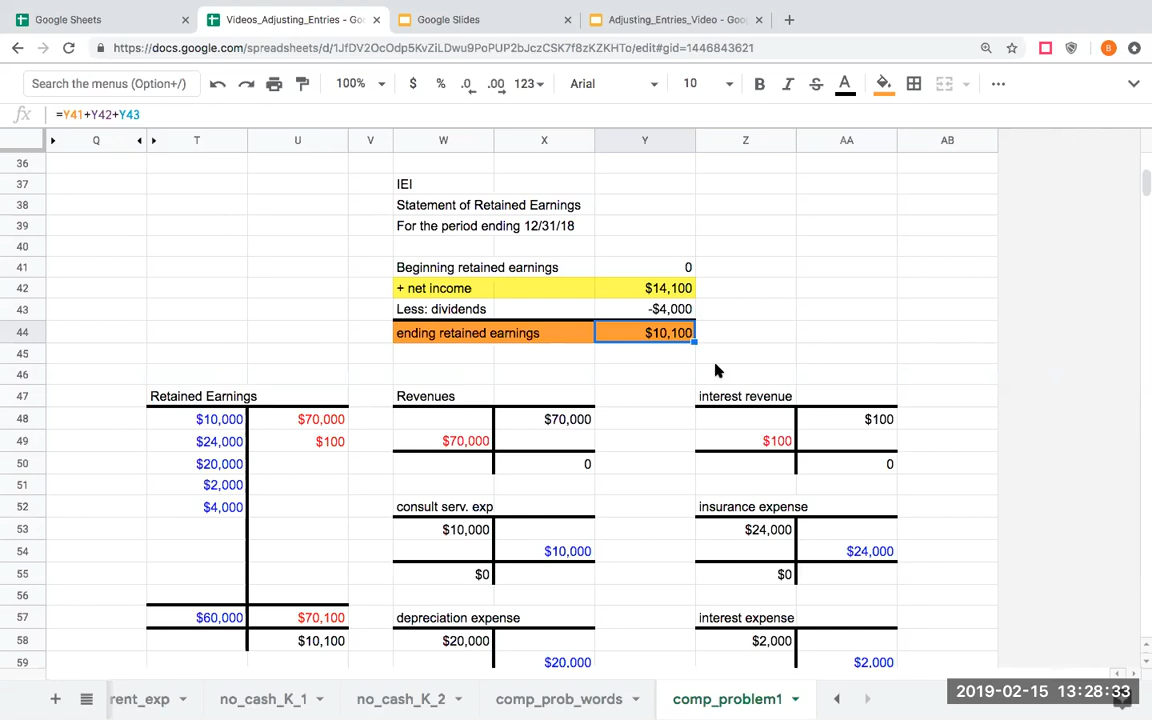 Google Sheets × Videos_Adjusting_Entries - Goo × Google Slides × Adjusting_Entries_Video - Goo × +
https://docs.google.com/spreadsheets/d/1JfDV2OcOdp5KvZiLDwu9PoPUP2bJczCSK7f8zKZKHTo/edit#gid=1446843621 B
Search the menus (Option+/) 100% $ % .0 .00 123 Arial 10 B I S A
fx =Y41+Y42+Y43
Q T U V W X Y Z AA AB
36
37 IEI
38 Statement of Retained Earnings
39 For the period ending 12/31/18
40
41 Beginning retained earnings 0
42 + net income $14,100
43 Less: dividends -$4,000
44 ending retained earnings $10,100
45
46
47 Retained Earnings Revenues interest revenue
48 $10,000 $70,000 $70,000 $100
49 $24,000 $100 $70,000 $100
50 $20,000 0 0
51 $2,000
52 $4,000 consult serv. exp insurance expense
53 $10,000 $24,000
54 $10,000 $24,000
55 $0 $0
56
57 $60,000 $70,100 depreciation expense interest expense
58 $10,100 $20,000 $2,000
59 $20,000 $2,000
+ rent_exp no_cash_K_1 no_cash_K_2 comp_prob_words comp_problem1
2019-02-15 13:28:33